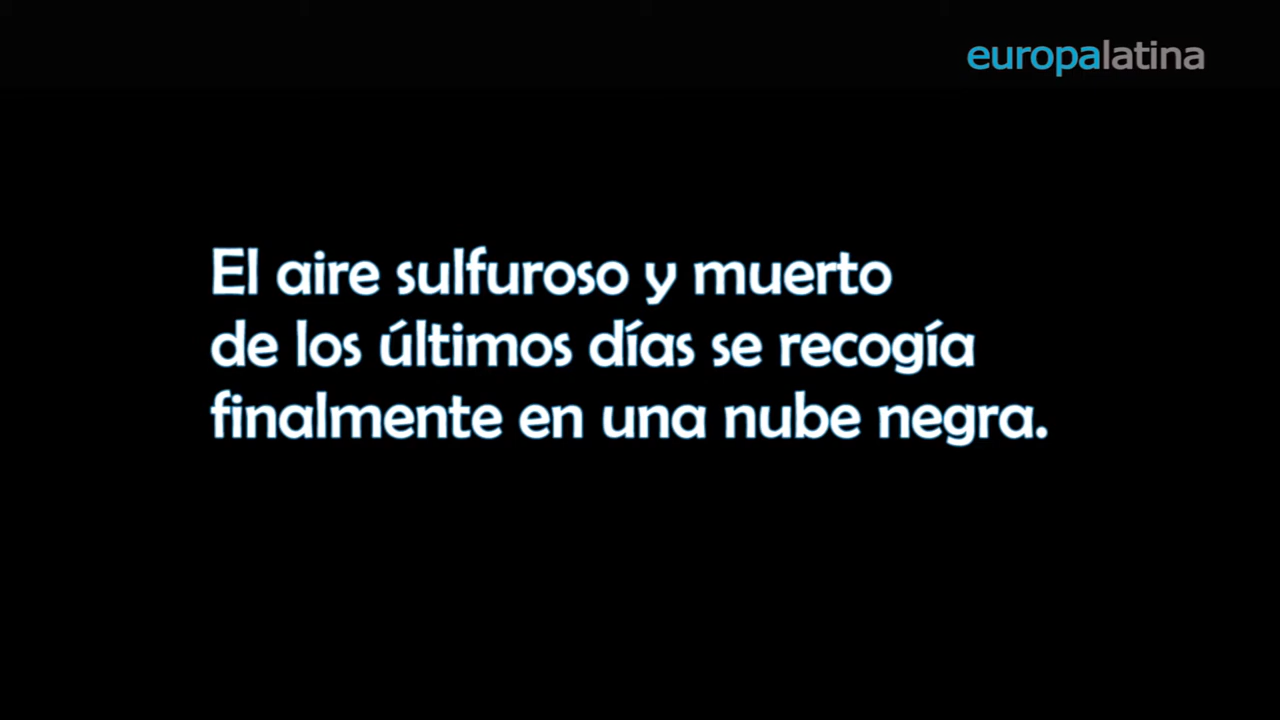 europalatina
El aire sulfuroso y muerto
de los últimos días se recogía
finalmente en una nube negra.